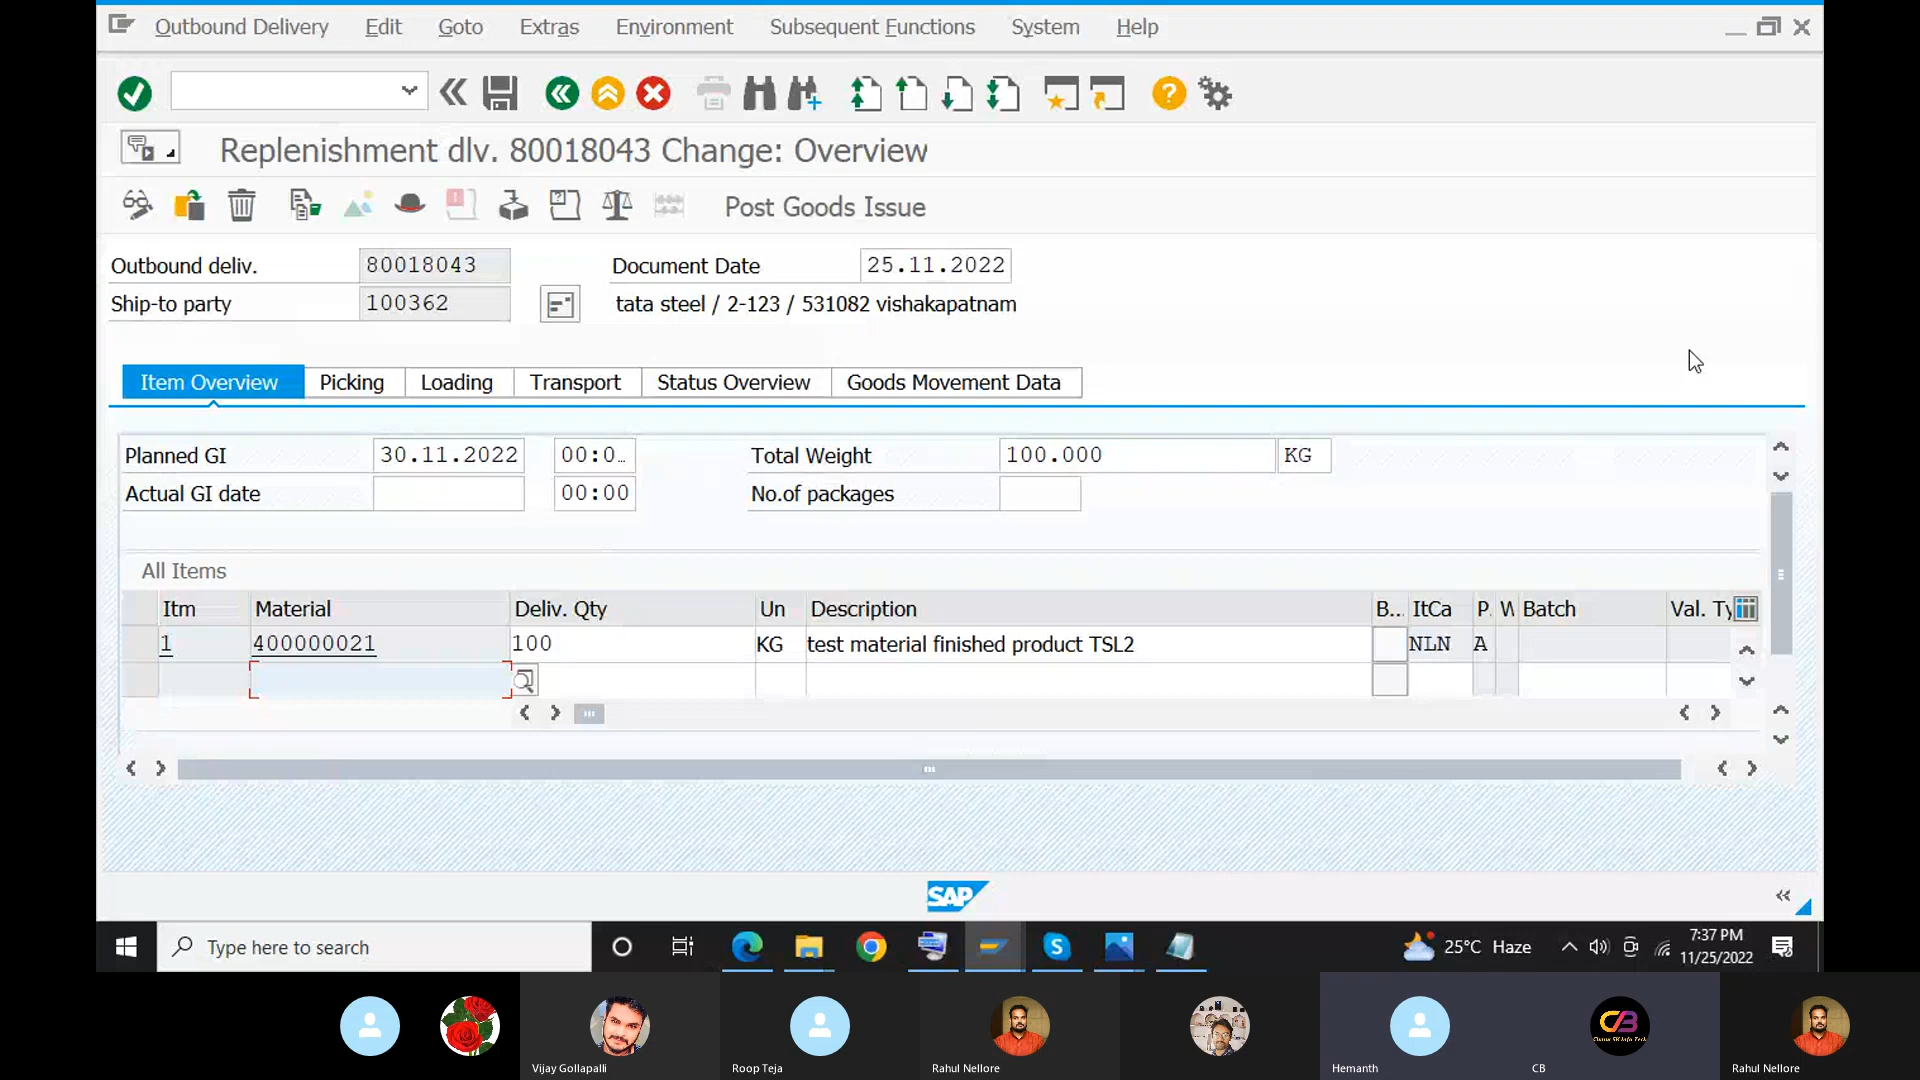 Outbound Delivery Edit Goto Extras Environment Subsequent Functions System Help
Replenishment dlv. 80018043 Change: Overview
Post Goods Issue
Outbound deliv. 80018043 Document Date 25.11.2022
Ship-to party 100362 tata steel / 2-123 / 531082 vishakapatnam
Item Overview Picking Loading Transport Status Overview Goods Movement Data
Planned GI 30.11.2022 00:0… Total Weight 100.000 KG
Actual GI date 00:00 No.of packages
All Items
Itm Material Deliv. Qty Un Description B... ItCa P. W Batch Val. Ty
1 400000021 100 KG test material finished product TSL2 NLN A
SAP
Type here to search 25°C Haze 7:37 PM
11/25/2022
CB
Vijay Gollapalli Roop Teja Rahul Nellore Hemanth CB Rahul Nellore